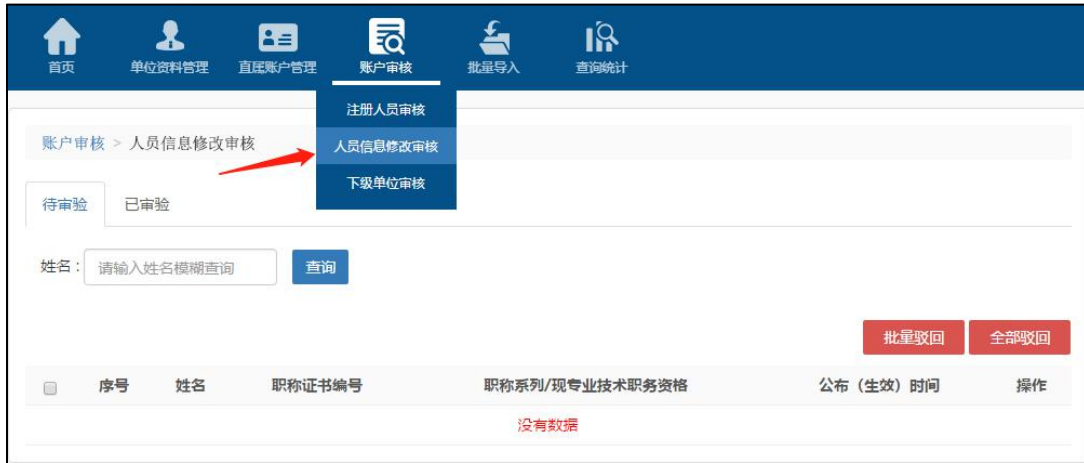 首页 单位资料管理 直属账户管理 账户审核 批量导入 查询统计
注册人员审核
账户审核 > 人员信息修改审核 人员信息修改审核
下级单位审核
待审验 已审验
姓名： 请输入姓名模糊查询 查询
批量驳回 全部驳回
序号 姓名 职称证书编号 职称系列/现专业技术职务资格 公布（生效）时间 操作
没有数据